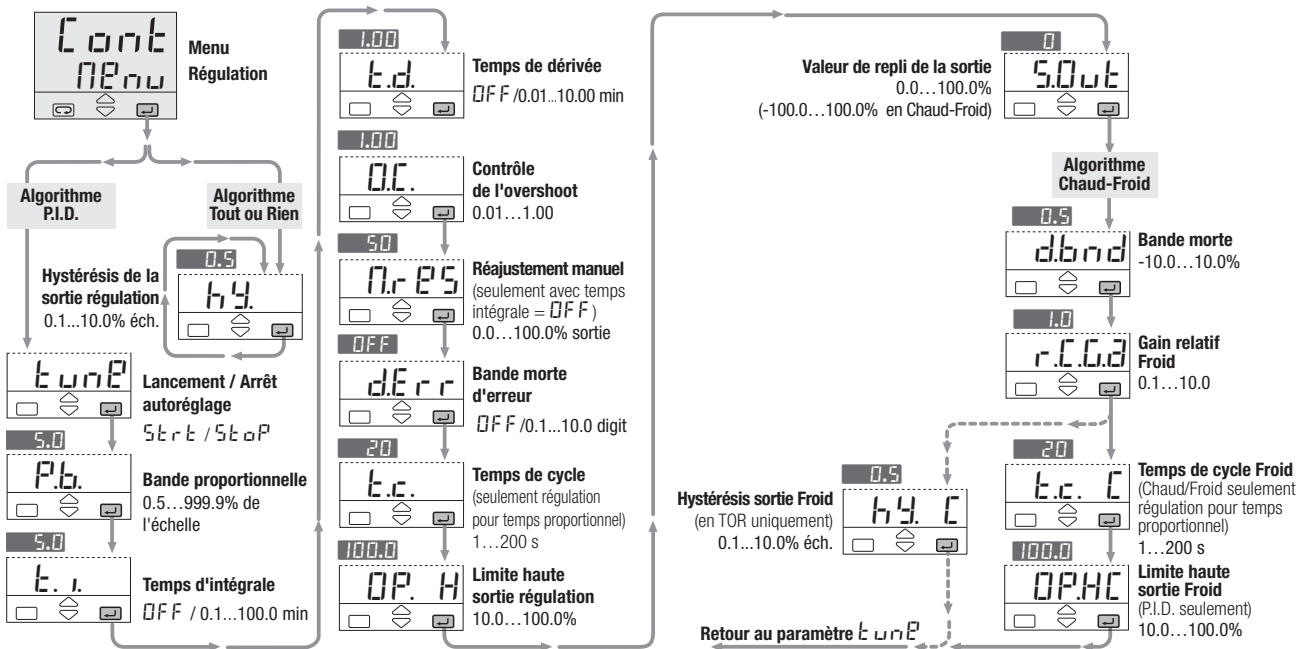 Cont
MEnu
Menu
Régulation
Algorithme
P.I.D.
Algorithme
Tout ou Rien
0.5
hy.
Hystérésis de la
sortie régulation
0.1...10.0% éch.
tunE
Lancement / Arrêt
autoréglage
Strt / StoP
5.0
P.b.
Bande proportionnelle
0.5…999.9% de
l'échelle
5.0
t.i.
Temps d'intégrale
OFF / 0.1...100.0 min
1.00
t.d.
Temps de dérivée
OFF /0.01...10.00 min
1.00
O.C.
Contrôle
de l'overshoot
0.01…1.00
50
M.rES
Réajustement manuel
(seulement avec temps
intégrale = OFF )
0.0…100.0% sortie
OFF
d.Err
Bande morte
d'erreur
OFF /0.1...10.0 digit
20
t.c.
Temps de cycle
(seulement régulation
pour temps proportionnel)
1…200 s
100.0
OP. H
Limite haute
sortie régulation
10.0…100.0%
0
S.Out
Valeur de repli de la sortie
0.0…100.0%
(-100.0…100.0% en Chaud-Froid)
Algorithme
Chaud-Froid
0.5
d.bnd
Bande morte
-10.0…10.0%
1.0
r.C.G.a
Gain relatif
Froid
0.1…10.0
0.5
hy. C
Hystérésis sortie Froid
(en TOR uniquement)
0.1...10.0% éch.
20
t.c. C
Temps de cycle Froid
(Chaud/Froid seulement
régulation pour temps
proportionnel)
1…200 s
100.0
OP.HC
Limite haute
sortie Froid
(P.I.D. seulement)
10.0…100.0%
Retour au paramètre tunE